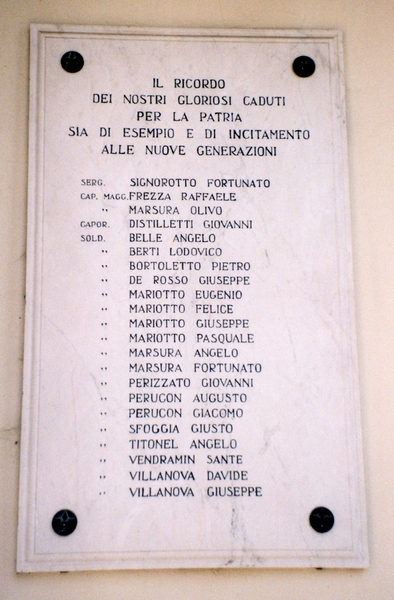 IL RICORDO
DEI NOSTRI GLORIOSI CADUTI
PER LA PATRIA
SIA DI ESEMPIO E DI INCITAMENTO
ALLE NUOVE GENERAZIONI
SERG. SIGNOROTTO FORTUNATO
CAP. MAGG. FREZZA RAFFAELE
" MARSURA OLIVO
CAPOR. DISTILLETTI GIOVANNI
SOLD. BELLE ANGELO
" BERTI LODOVICO
" BORTOLETTO PIETRO
" DE ROSSO GIUSEPPE
" MARIOTTO EUGENIO
" MARIOTTO FELICE
" MARIOTTO GIUSEPPE
" MARIOTTO PASQUALE
" MARSURA ANGELO
" MARSURA FORTUNATO
" PERIZZATO GIOVANNI
" PERUCON AUGUSTO
" PERUCON GIACOMO
" SFOGGIA GIUSTO
" TITONEL ANGELO
" VENDRAMIN SANTE
" VILLANOVA DAVIDE
" VILLANOVA GIUSEPPE